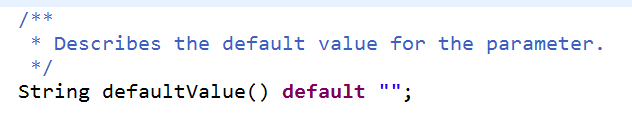 /**
 * Describes the default value for the parameter.
 */
String defaultValue() default "";